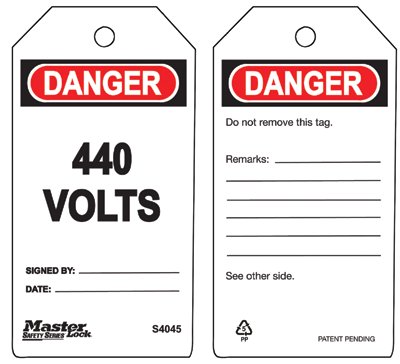 DANGER
440
VOLTS
SIGNED BY:
DATE:
Master Lock
SAFETY SERIES
S4045
DANGER
Do not remove this tag.
Remarks:
See other side.
5
PP
PATENT PENDING